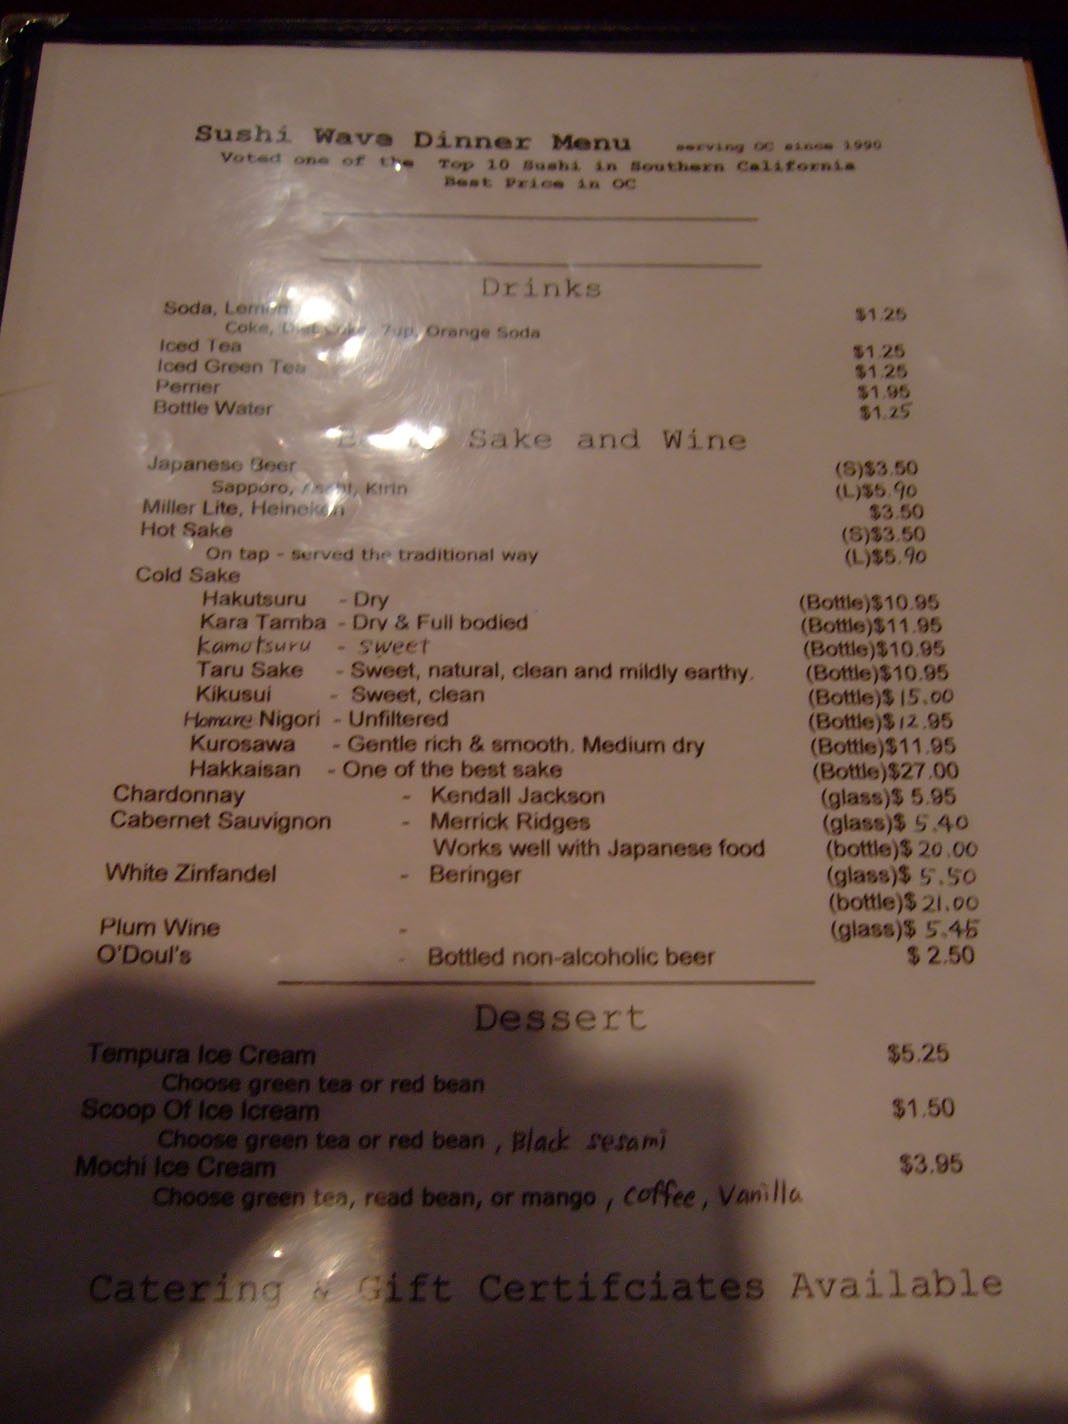 Sushi Wave Dinner Menu serving OC since 1990
Voted one of the Top 10 Sushi in Southern California
Best Price in OC
Drinks
Soda, Lemon $1.25
Coke, Diet Coke, 7up, Orange Soda
Iced Tea $1.25
Iced Green Tea $1.25
Perrier $1.95
Bottle Water $1.25
Sake and Wine
Japanese Beer (S)$3.50
Sapporo, Asahi, Kirin (L)$5.90
Miller Lite, Heineken $3.50
Hot Sake (S)$3.50
On tap - served the traditional way (L)$5.90
Cold Sake
Hakutsuru - Dry (Bottle)$10.95
Kara Tamba - Dry & Full bodied (Bottle)$11.95
Kamotsuru - sweet (Bottle)$10.95
Taru Sake - Sweet, natural, clean and mildly earthy. (Bottle)$10.95
Kikusui - Sweet, clean (Bottle)$15.00
Homare Nigori - Unfiltered (Bottle)$12.95
Kurosawa - Gentle rich & smooth. Medium dry (Bottle)$11.95
Hakkaisan - One of the best sake (Bottle)$27.00
Chardonnay - Kendall Jackson (glass)$ 5.95
Cabernet Sauvignon - Merrick Ridges (glass)$ 5.40
Works well with Japanese food (bottle)$ 20.00
White Zinfandel - Beringer (glass)$ 5.50
(bottle)$ 21.00
Plum Wine - (glass)$ 5.45
O'Doul's - Bottled non-alcoholic beer $ 2.50
Dessert
Tempura Ice Cream $5.25
Choose green tea or red bean
Scoop Of Ice Icream $1.50
Choose green tea or red bean , Black sesami
Mochi Ice Cream $3.95
Choose green tea, read bean, or mango , coffee , Vanilla
Catering & Gift Certifciates Available